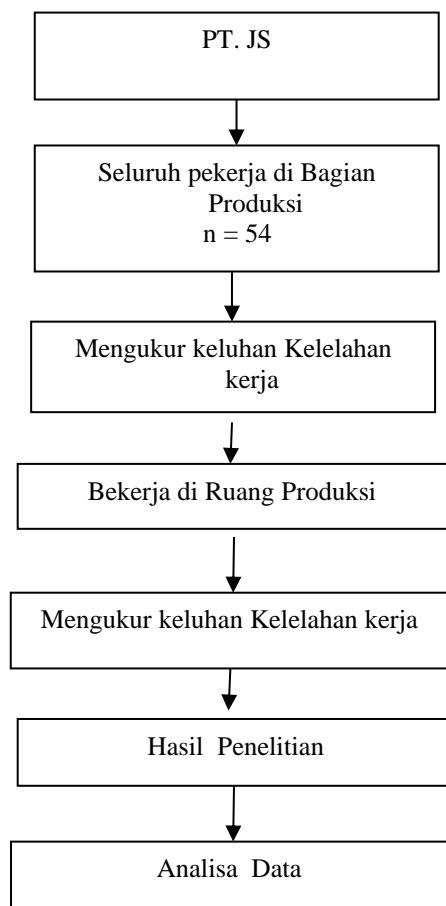 PT. JS
Seluruh pekerja di Bagian
Produksi
n = 54
Mengukur keluhan Kelelahan
kerja
Bekerja di Ruang Produksi
Mengukur keluhan Kelelahan kerja
Hasil Penelitian
Analisa Data